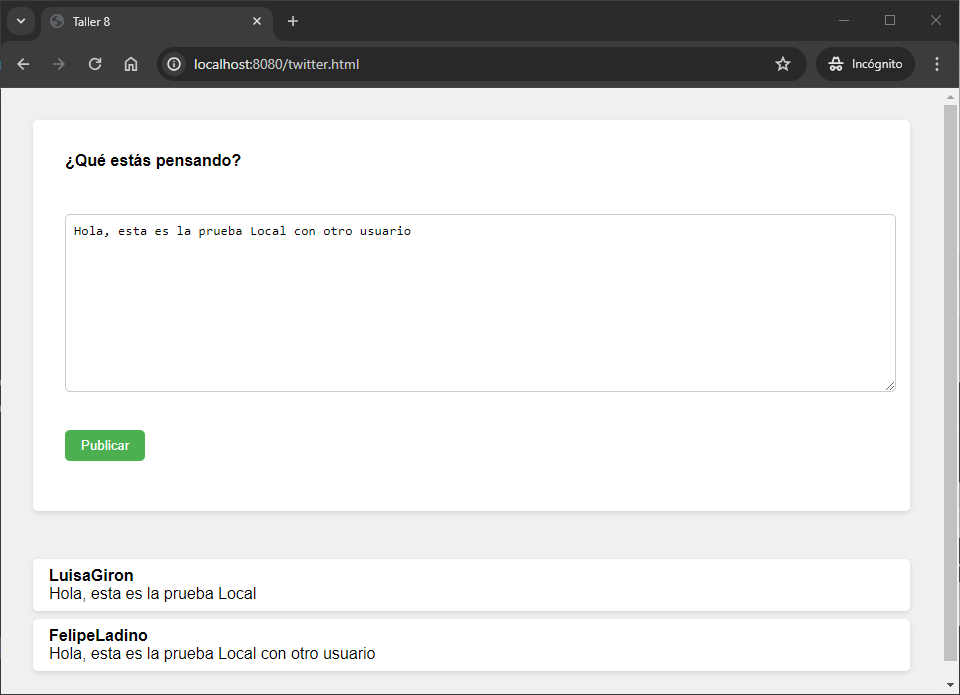 Taller 8
localhost:8080/twitter.html
Incógnito
¿Qué estás pensando?
Hola, esta es la prueba Local con otro usuario
Publicar
LuisaGiron
Hola, esta es la prueba Local
FelipeLadino
Hola, esta es la prueba Local con otro usuario